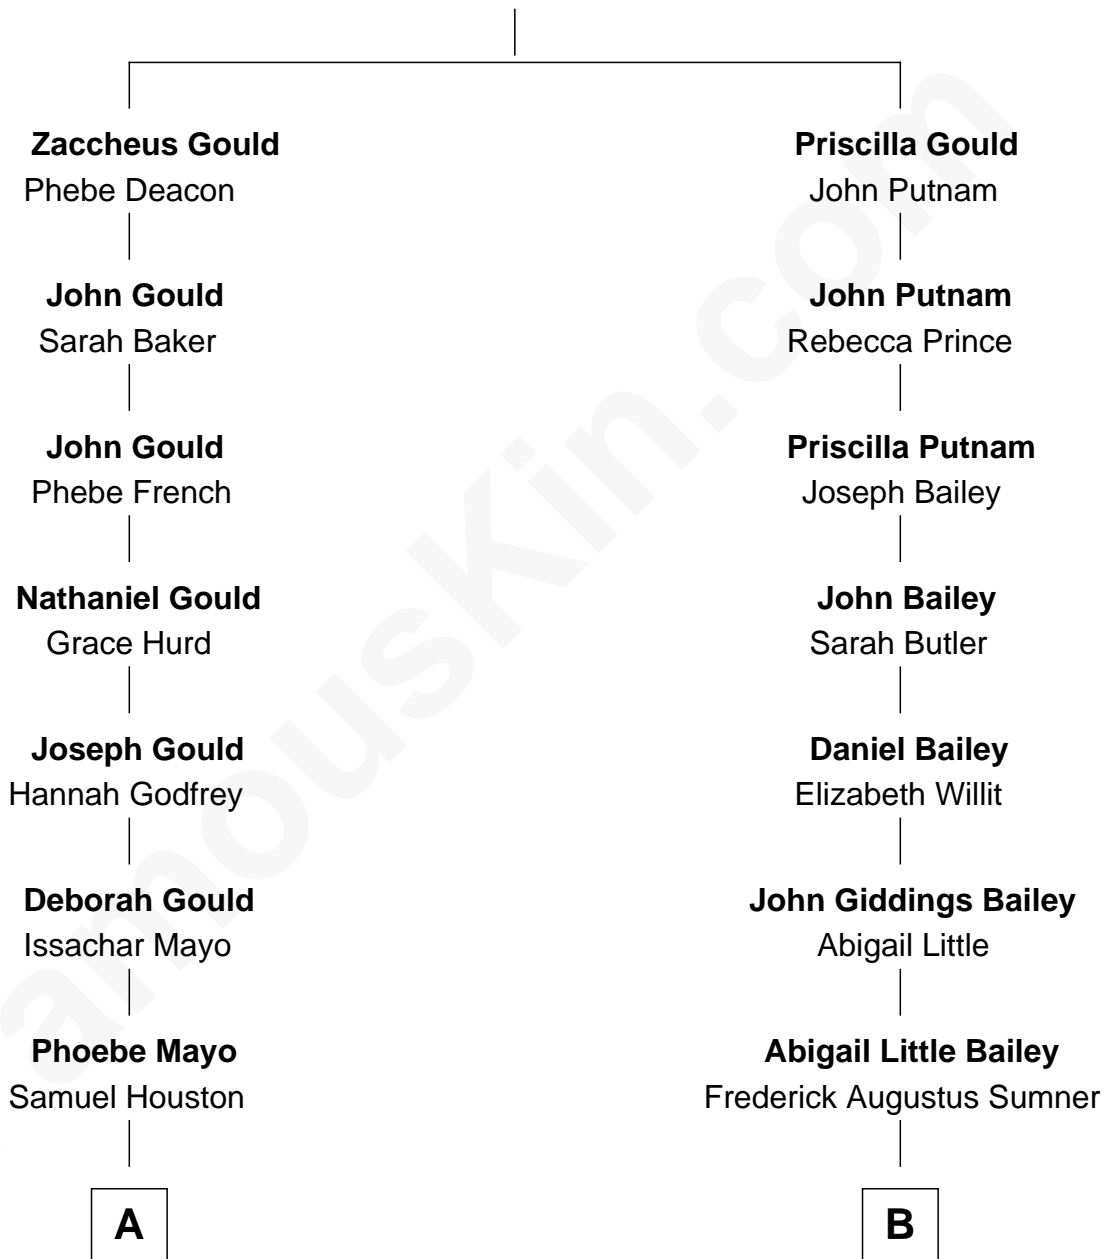 Zaccheus Gould
Phebe Deacon
John Gould
Sarah Baker
John Gould
Phebe French
Nathaniel Gould
Grace Hurd
Joseph Gould
Hannah Godfrey
Deborah Gould
Issachar Mayo
Phoebe Mayo
Samuel Houston
A
Priscilla Gould
John Putnam
John Putnam
Rebecca Prince
Priscilla Putnam
Joseph Bailey
John Bailey
Sarah Butler
Daniel Bailey
Elizabeth Willit
John Giddings Bailey
Abigail Little
Abigail Little Bailey
Frederick Augustus Sumner
B
amouskin.com